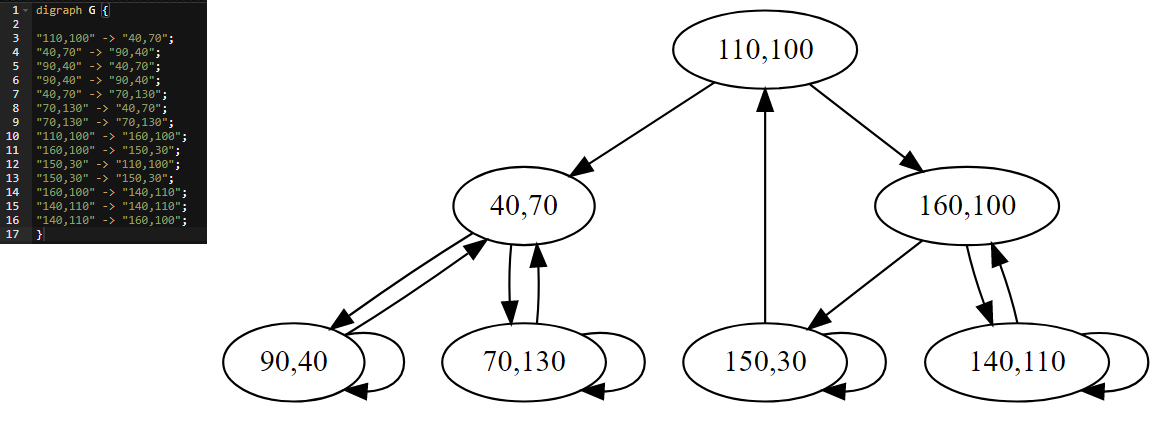 1 digraph G {
2
3 "110,100" -> "40,70";
4 "40,70" -> "90,40";
5 "90,40" -> "40,70";
6 "90,40" -> "90,40";
7 "40,70" -> "70,130";
8 "70,130" -> "40,70";
9 "70,130" -> "70,130";
10 "110,100" -> "160,100";
11 "160,100" -> "150,30";
12 "150,30" -> "110,100";
13 "150,30" -> "150,30";
14 "160,100" -> "140,110";
15 "140,110" -> "140,110";
16 "140,110" -> "160,100";
17 }
110,100
40,70
160,100
90,40
70,130
150,30
140,110